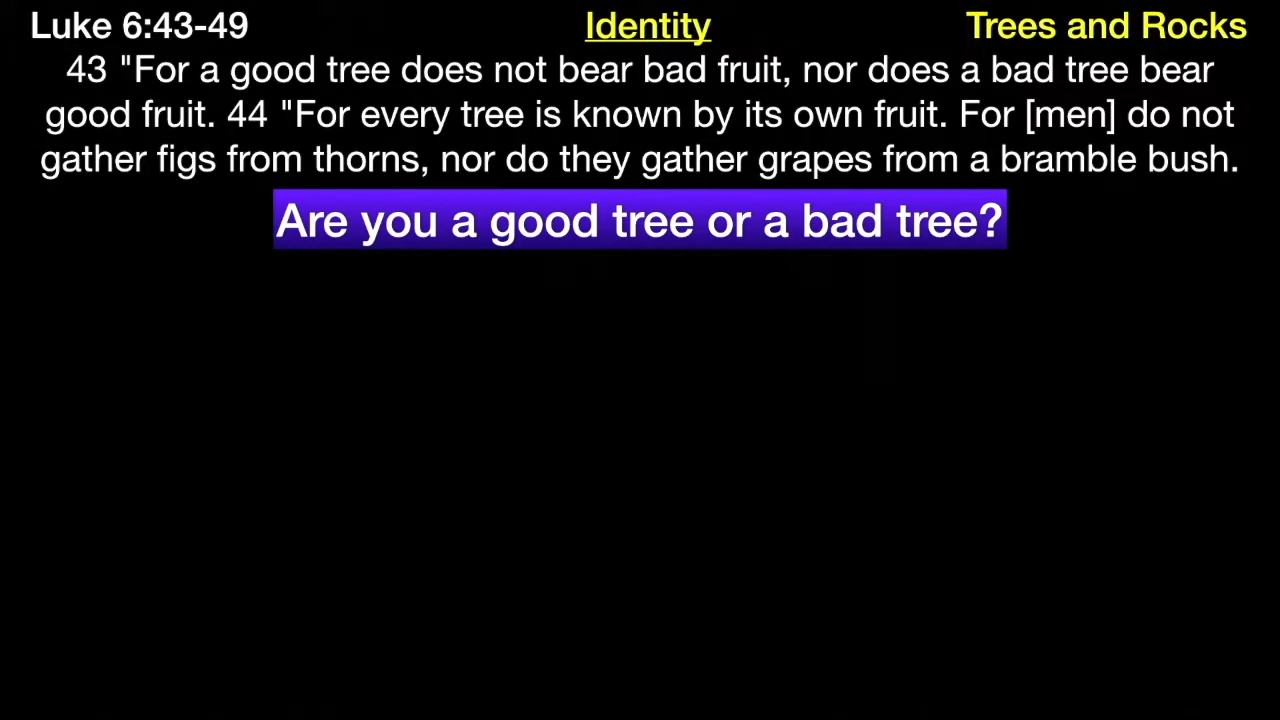 Luke 6:43-49 Identity Trees and Rocks
43 "For a good tree does not bear bad fruit, nor does a bad tree bear
good fruit. 44 "For every tree is known by its own fruit. For [men] do not
gather figs from thorns, nor do they gather grapes from a bramble bush.
Are you a good tree or a bad tree?